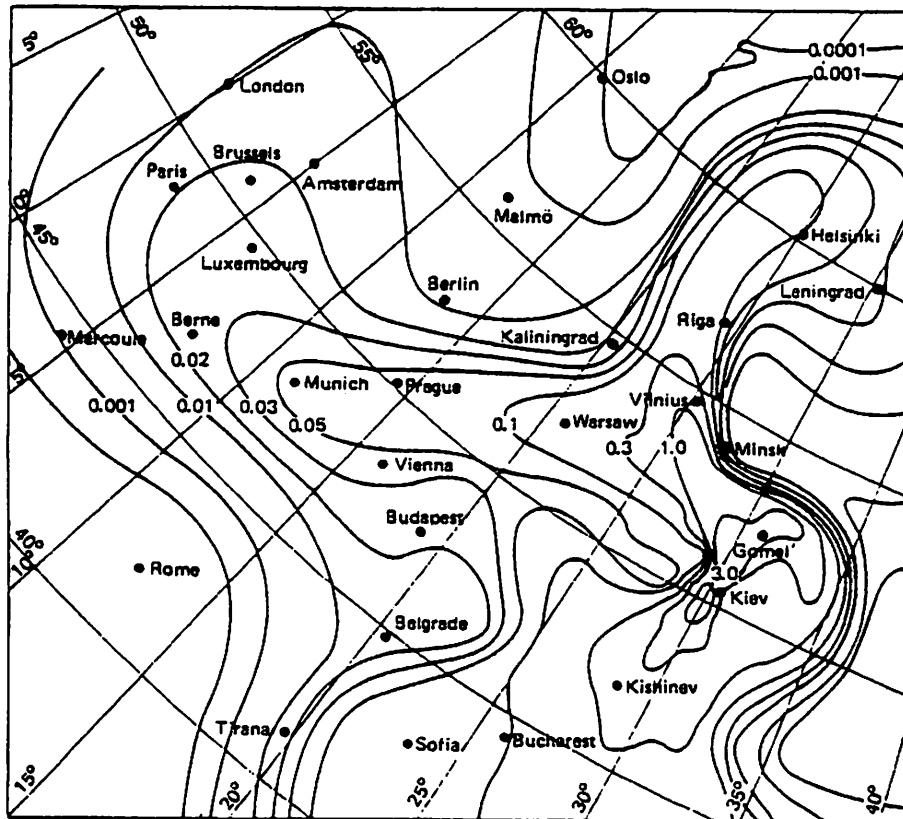 5°
50°
55°
60°
0.0001
0.001
Oslo
London
Brussels
Paris
Amsterdam
Malmö
0°
45°
Luxembourg
Helsinki
Berlin
Leningrad
Marcoule
Berne
Kaliningrad
Riga
0.02
5°
Munich
Prague
Vilnius
0.001
0.01
0.03
0.05
0.1
Warsaw
0.3
1.0
Minsk
Vienna
Budapest
Gomel'
40°
10°
Rome
3.0
Kiev
Belgrade
Kishinev
Tirana
Sofia
Bucharest
15°
20°
25°
30°
35°
40°